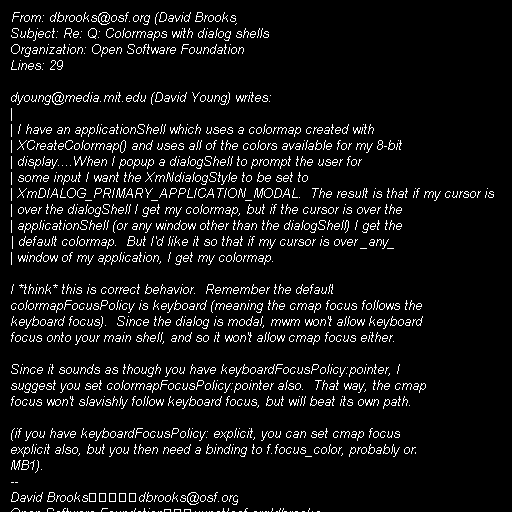 From: dbrooks@osf.org (David Brooks)
Subject: Re: Q: Colormaps with dialog shells
Organization: Open Software Foundation
Lines: 29

dyoung@media.mit.edu (David Young) writes:
|
| I have an applicationShell which uses a colormap created with
| XCreateColormap() and uses all of the colors available for my 8-bit
| display....When I popup a dialogShell to prompt the user for
| some input I want the XmNdialogStyle to be set to
| XmDIALOG_PRIMARY_APPLICATION_MODAL.  The result is that if my cursor is
| over the dialogShell I get my colormap, but if the cursor is over the
| applicationShell (or any window other than the dialogShell) I get the
| default colormap.  But I'd like it so that if my cursor is over _any_
| window of my application, I get my colormap.

I *think* this is correct behavior.  Remember the default
colormapFocusPolicy is keyboard (meaning the cmap focus follows the
keyboard focus).  Since the dialog is modal, mwm won't allow keyboard
focus onto your main shell, and so it won't allow cmap focus either.

Since it sounds as though you have keyboardFocusPolicy:pointer, I
suggest you set colormapFocusPolicy:pointer also.  That way, the cmap
focus won't slavishly follow keyboard focus, but will beat its own path.

(if you have keyboardFocusPolicy: explicit, you can set cmap focus
explicit also, but you then need a binding to f.focus_color, probably on
MB1).
--
David Brooks□□□□□dbrooks@osf.org
Open Software Foundation□□□uunet!osf.org!dbrooks